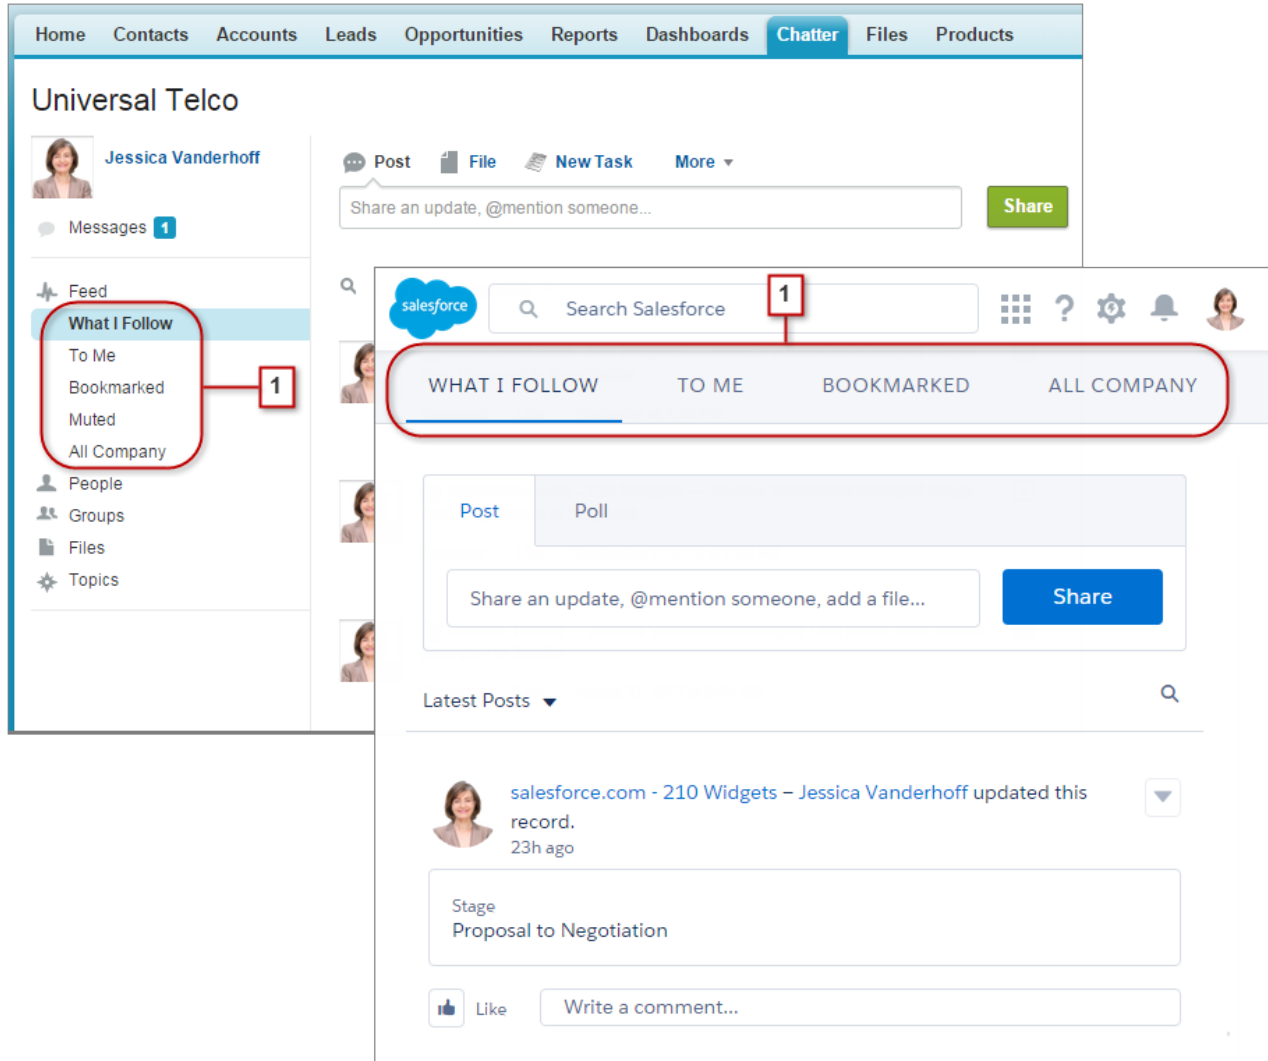 Home Contacts Accounts Leads Opportunities Reports Dashboards Chatter Files Products
Universal Telco
Jessica Vanderhoff
Messages 1
Feed
What I Follow
To Me
Bookmarked
Muted
All Company
1
People
Groups
Files
Topics
Post File New Task More
Share an update, @mention someone...
Share
salesforce
Search Salesforce
1
?
WHAT I FOLLOW TO ME BOOKMARKED ALL COMPANY
Post Poll
Share an update, @mention someone, add a file...
Share
Latest Posts
salesforce.com - 210 Widgets – Jessica Vanderhoff updated this
record.
23h ago
Stage
Proposal to Negotiation
Like
Write a comment...